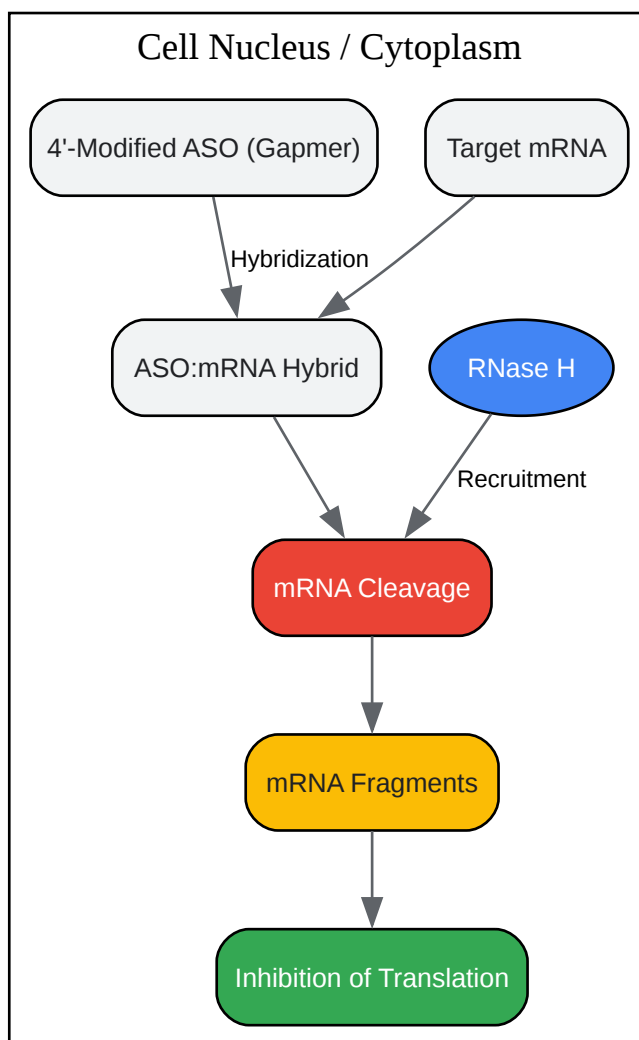 Cell Nucleus / Cytoplasm
4'-Modified ASO (Gapmer)
Target mRNA
Hybridization
ASO:mRNA Hybrid
RNase H
Recruitment
mRNA Cleavage
mRNA Fragments
Inhibition of Translation